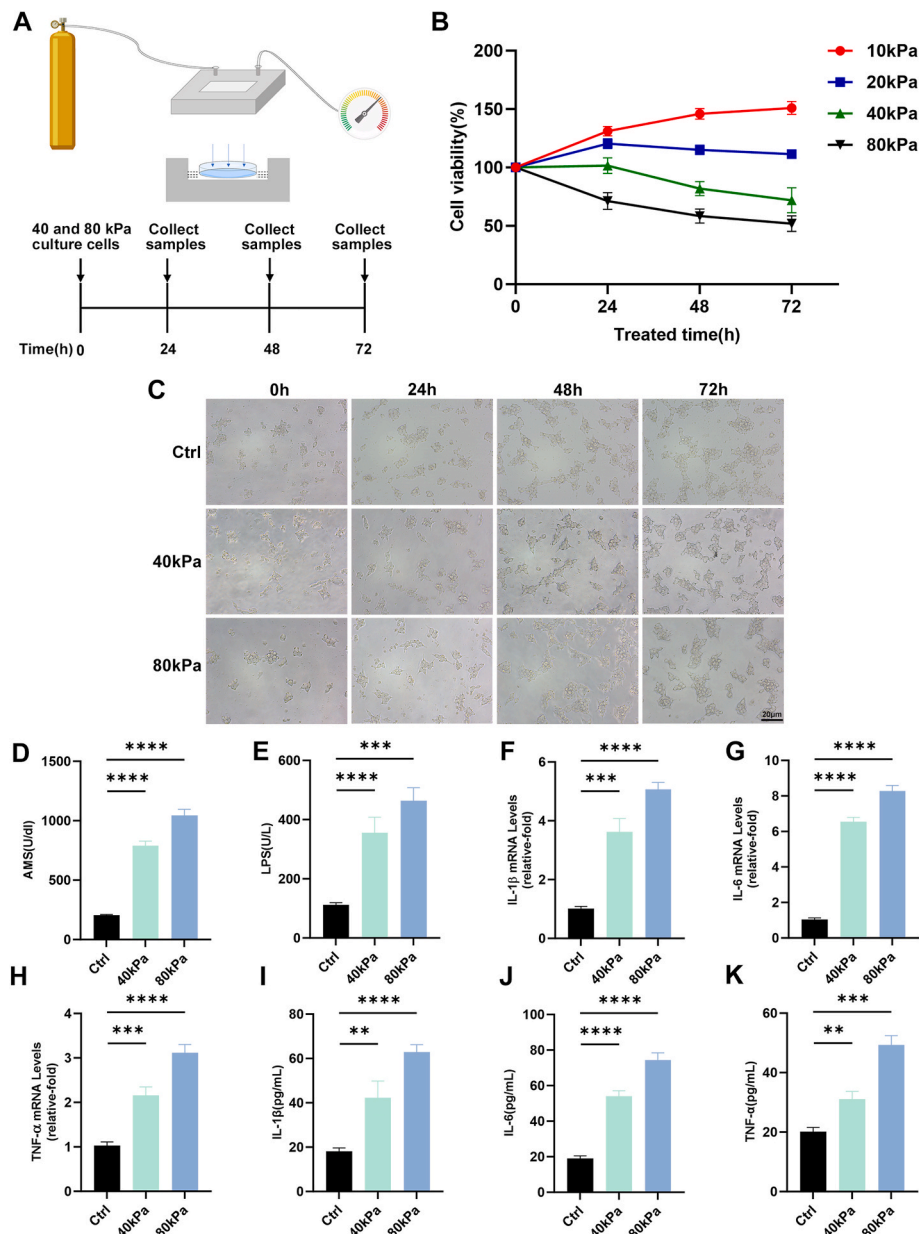 A
40 and 80 kPa
culture cells
Collect
samples
Collect
samples
Collect
samples
Time(h)
0
24
48
72
B
200
150
100
50
0
Cell viability(%)
0
24
48
72
Treated time(h)
10kPa
20kPa
40kPa
80kPa
C
0h
24h
48h
72h
Ctrl
40kPa
80kPa
20μm
D
****
****
1500
1000
500
0
AMS(U/dl)
Ctrl
40kPa
80kPa
E
***
****
600
400
200
0
LPS(U/L)
Ctrl
40kPa
80kPa
F
****
***
6
4
2
0
IL-1β mRNA Levels
(relative-fold)
Ctrl
40kPa
80kPa
G
****
****
8
6
4
2
0
IL-6 mRNA Levels
(relative-fold)
Ctrl
40kPa
80kPa
H
****
***
4
3
2
1
0
TNF-α mRNA Levels
(relative-fold)
Ctrl
40kPa
80kPa
I
****
**
80
60
40
20
0
IL-1β(pg/mL)
Ctrl
40kPa
80kPa
J
****
****
100
80
60
40
20
0
IL-6(pg/mL)
Ctrl
40kPa
80kPa
K
***
**
60
40
20
0
TNF-α(pg/mL)
Ctrl
40kPa
80kPa